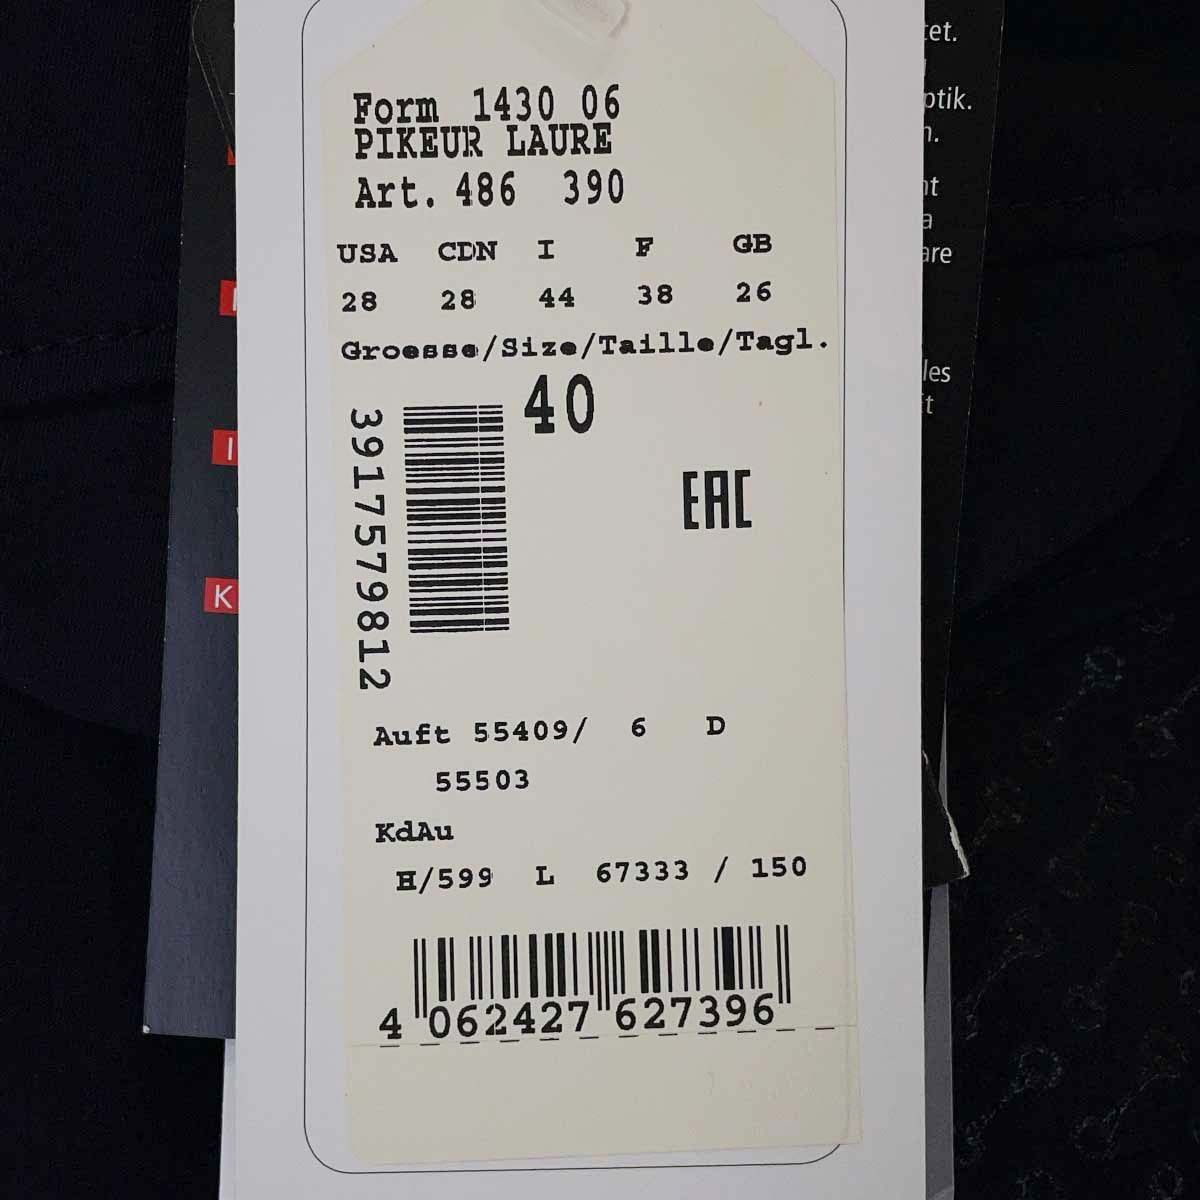 Form 1430 06
PIKEUR LAURE
Art. 486 390
USA CDN I F GB
28 28 44 38 26
Groesse/Size/Taille/Tagl.
40
3917579812
EAC
Auft 55409/ 6 D
55503
KdAu
H/599 L 67333 / 150
4 062427 627396
K